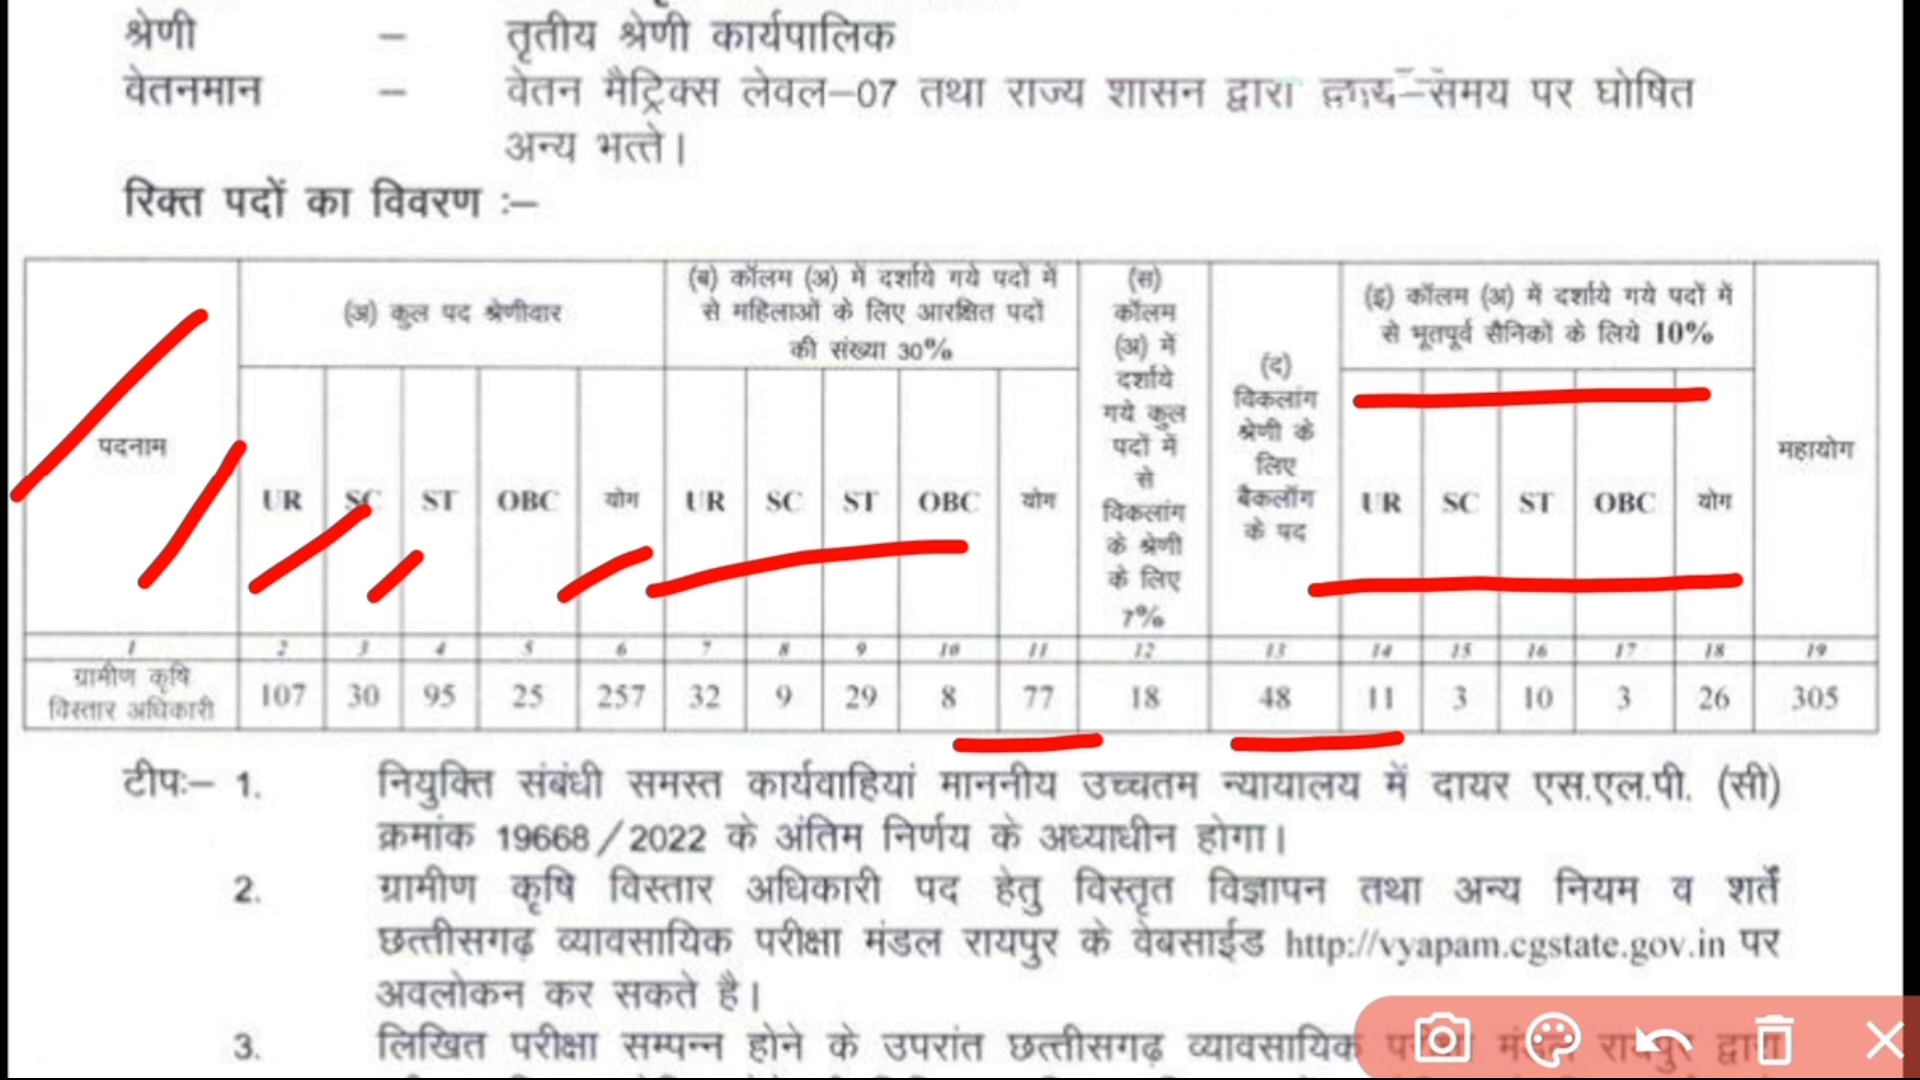 श्रेणी – तृतीय श्रेणी कार्यपालिक
वेतनमान – वेतन मैट्रिक्स लेवल–07 तथा राज्य शासन द्वारा समय पर घोषित
अन्य भत्ते।
रिक्त पदों का विवरण :–
पदनाम
(अ) कुल पद श्रेणीवार
(ब) कॉलम (अ) में दर्शाये गये पदों में
से महिलाओं के लिए आरक्षित पदों
की संख्या 30%
(स)
कॉलम
(अ) में
दर्शाये
गये कुल
पदों में
से
विकलांग
के श्रेणी
के लिए
7%
(द)
विकलांग
श्रेणी के
लिए
बैकलॉग
के पद
(इ) कॉलम (अ) में दर्शाये गये पदों में
से भूतपूर्व सैनिकों के लिये 10%
महायोग
UR SC ST OBC योग UR SC ST OBC योग UR SC ST OBC योग
1 2 3 4 5 6 7 8 9 10 11 12 13 14 15 16 17 18 19
ग्रामीण कृषि
विस्तार अधिकारी
107 30 95 25 257 32 9 29 8 77 18 48 11 3 10 3 26 305
टीपः– 1. नियुक्ति संबंधी समस्त कार्यवाहियां माननीय उच्चतम न्यायालय में दायर एस.एल.पी. (सी)
क्रमांक 19668/2022 के अंतिम निर्णय के अध्याधीन होगा।
2. ग्रामीण कृषि विस्तार अधिकारी पद हेतु विस्तृत विज्ञापन तथा अन्य नियम व शर्तें
छत्तीसगढ़ व्यावसायिक परीक्षा मंडल रायपुर के वेबसाईड http://vyapam.cgstate.gov.in पर
अवलोकन कर सकते है।
3. लिखित परीक्षा सम्पन्न होने के उपरांत छत्तीसगढ़ व्यावसायिक परीक्षा मंडल रायपुर द्वारा